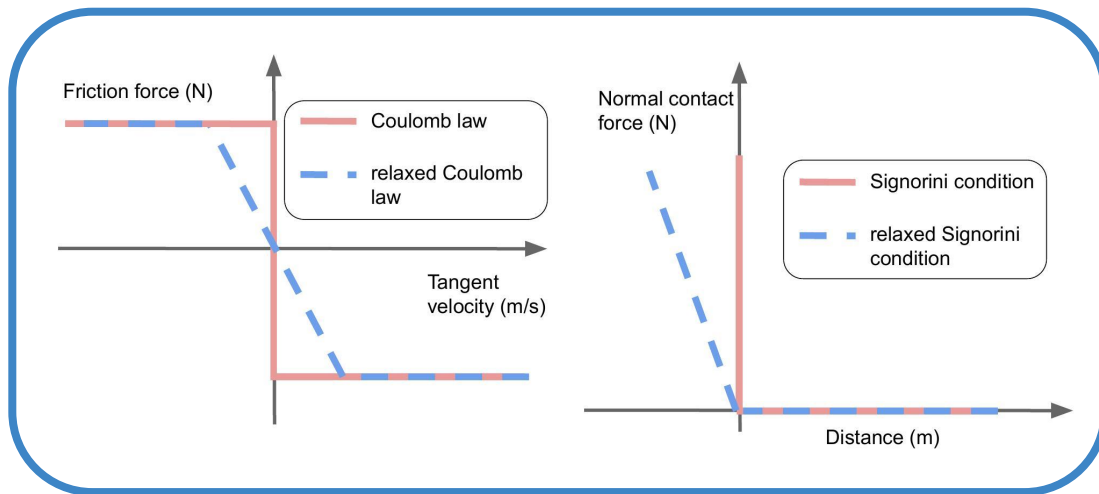 Friction force (N)
Coulomb law
relaxed Coulomb
law
Tangent
velocity (m/s)
Normal contact
force (N)
Signorini condition
relaxed Signorini
condition
Distance (m)